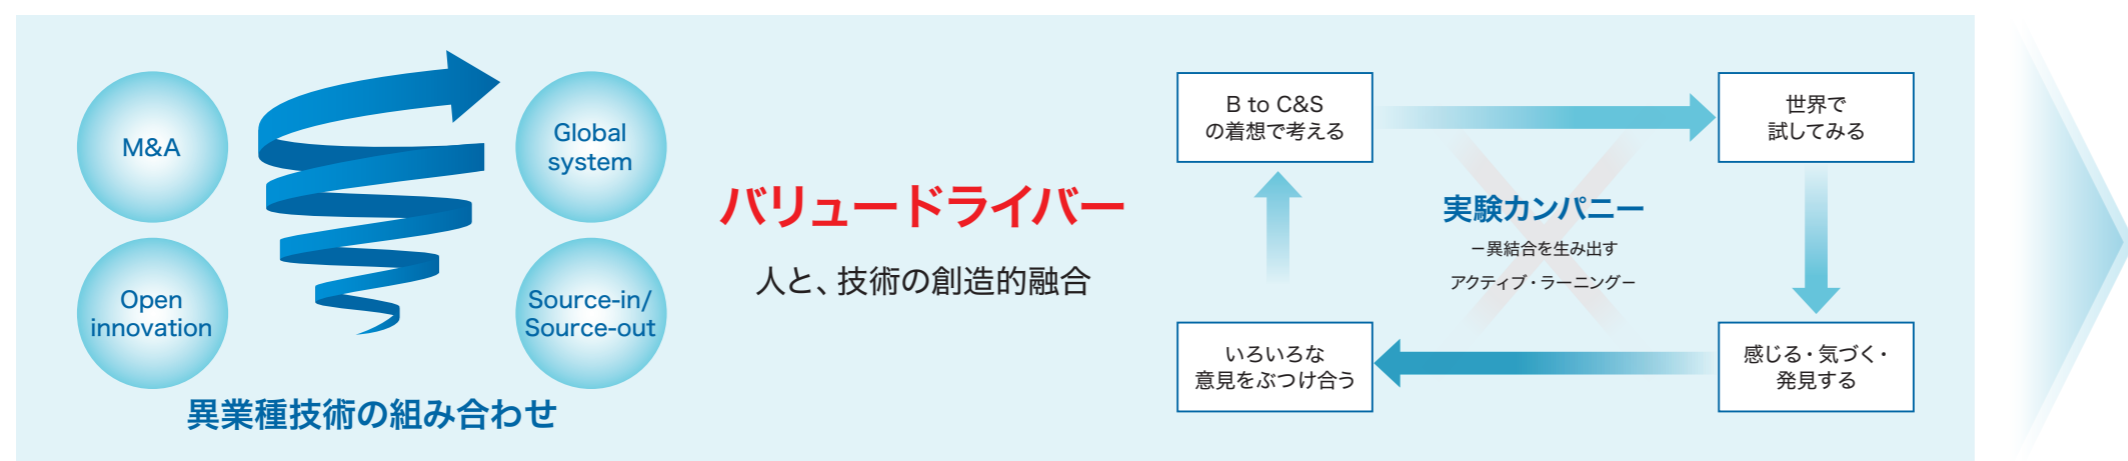 M&A
Global
system
Open
innovation
Source-in/
Source-out
異業種技術の組み合わせ
バリュードライバー
人と、技術の創造的融合
B to C&S
の着想で考える
世界で
試してみる
実験カンパニー
－異結合を生み出す
アクティブ・ラーニング－
いろいろな
意見をぶつけ合う
感じる・気づく・
発見する